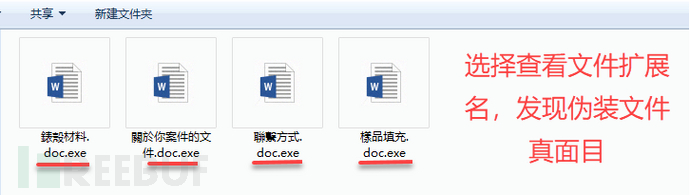 共享 新建文件夹
錶殼材料.doc.exe
關於你案件的文件.doc.exe
聯繫方式.doc.exe
樣品填充.doc.exe
选择查看文件扩展
名，发现伪装文件
真面目
REEBUF